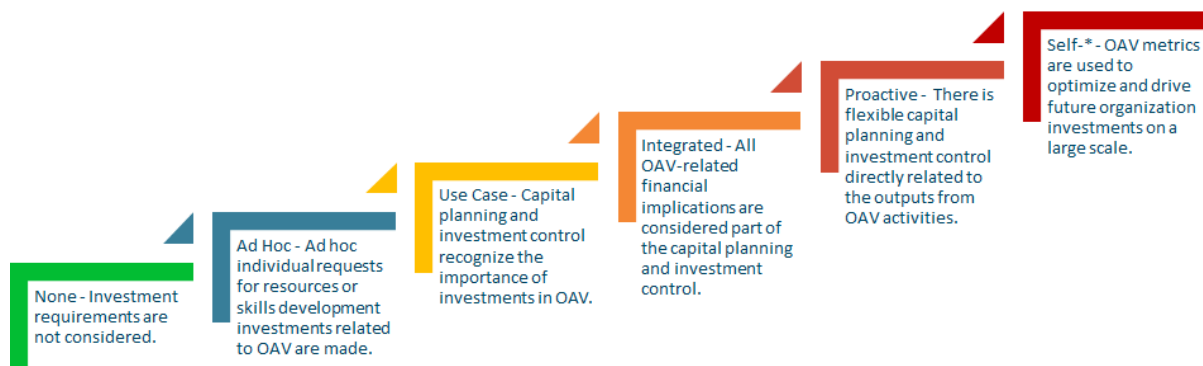 None - Investment
requirements are
not considered.
Ad Hoc - Ad hoc
individual requests
for resources or
skills development
investments related
to OAV are made.
Use Case - Capital
planning and
investment control
recognize the
importance of
investments in OAV.
Integrated - All
OAV-related
financial
implications are
considered part of
the capital planning
and investment
control.
Proactive - There is
flexible capital
planning and
investment control
directly related to
the outputs from
OAV activities.
Self-* - OAV metrics
are used to
optimize and drive
future organization
investments on a
large scale.